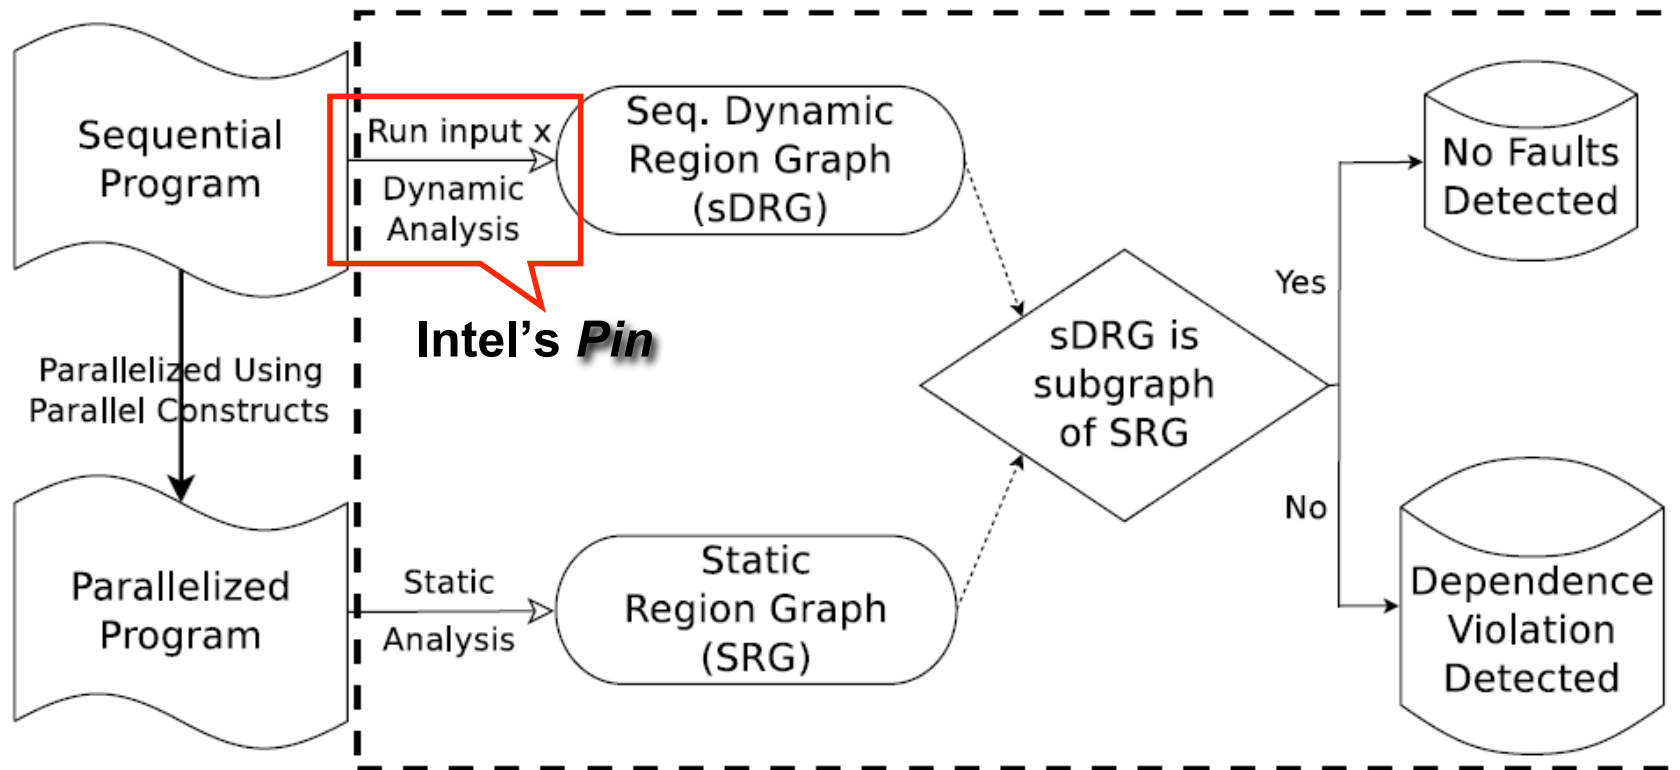 Sequential
Program
Run input x
Dynamic
Analysis
Seq. Dynamic
Region Graph
(sDRG)
No Faults
Detected
Intel's Pin
Yes
sDRG is
subgraph
of SRG
Parallelized Using
Parallel Constructs
No
Parallelized
Program
Static
Analysis
Static
Region Graph
(SRG)
Dependence
Violation
Detected